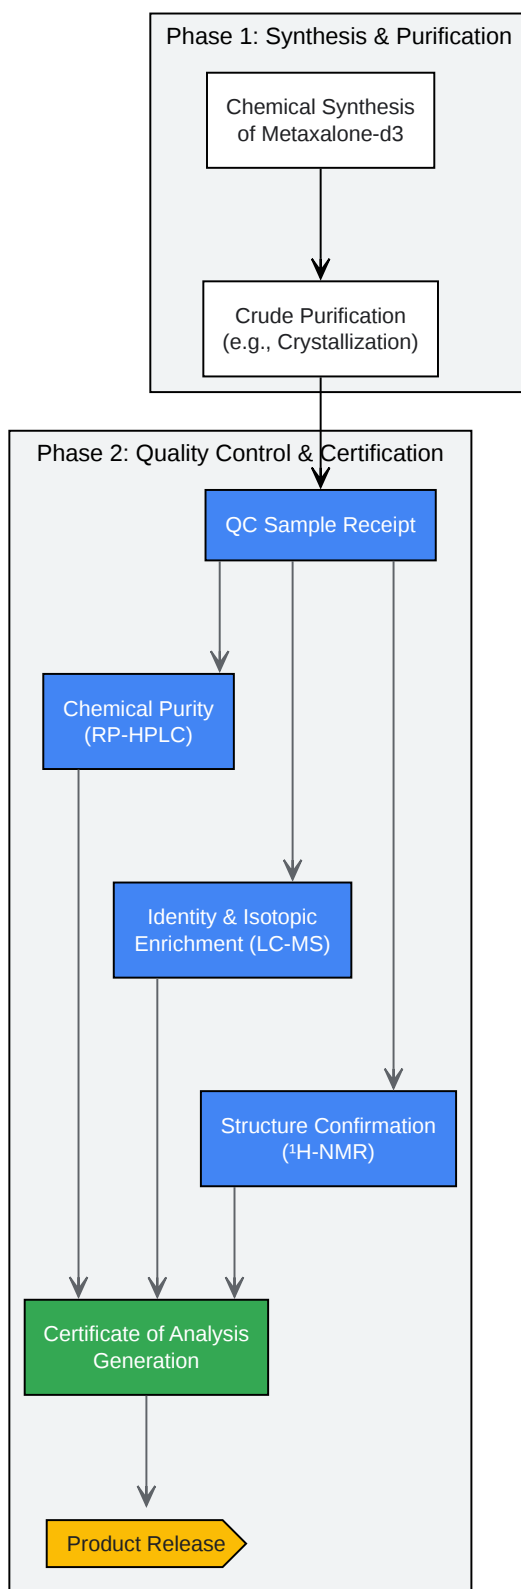 Phase 1: Synthesis & Purification
Chemical Synthesis
of Metaxalone-d3
Crude Purification
(e.g., Crystallization)
Phase 2: Quality Control & Certification
QC Sample Receipt
Chemical Purity
(RP-HPLC)
Identity & Isotopic
Enrichment (LC-MS)
Structure Confirmation
(¹H-NMR)
Certificate of Analysis
Generation
Product Release